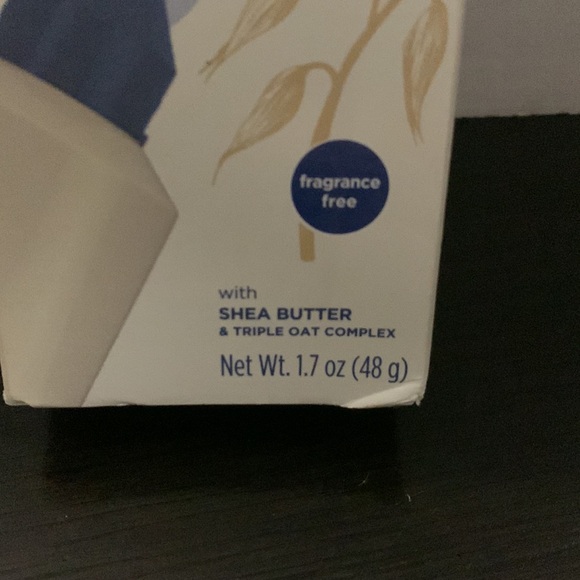 fragrance
free
with
SHEA BUTTER
& TRIPLE OAT COMPLEX
Net Wt. 1.7 oz (48 g)